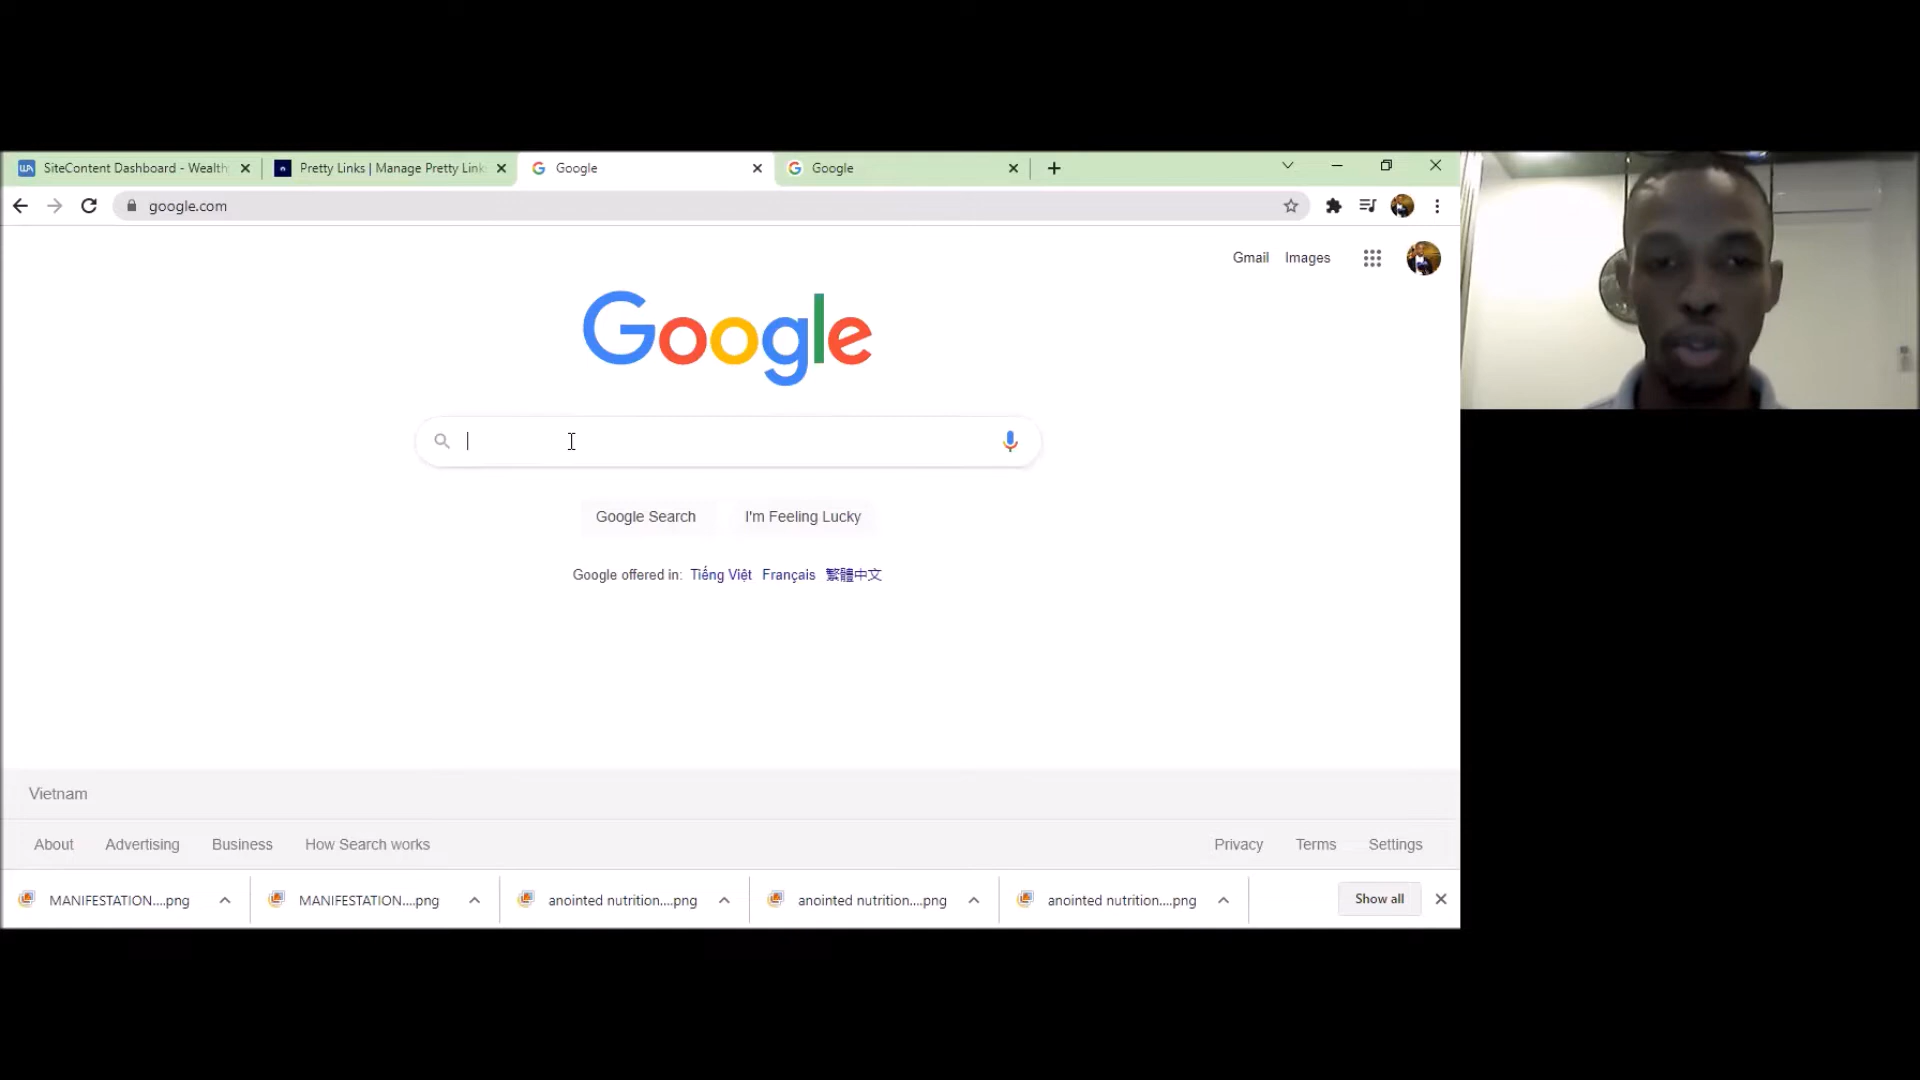 SiteContent Dashboard - Wealth
Pretty Links | Manage Pretty Link
Google
Google
google.com
Gmail Images
Google
Google Search I'm Feeling Lucky
Google offered in: Tiếng Việt Français 繁體中文
Vietnam
About Advertising Business How Search works Privacy Terms Settings
MANIFESTATION....png MANIFESTATION....png anointed nutrition....png anointed nutrition....png anointed nutrition....png Show all